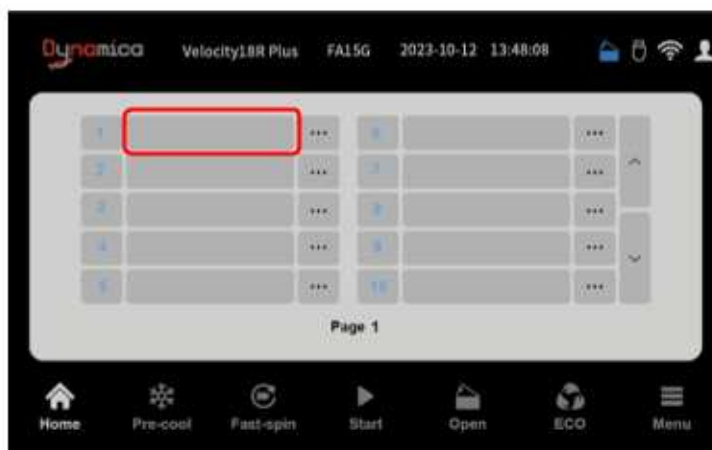 Dynamica Velocity18R Plus FA15G 2023-10-12 13:48:08
1 ... 6 ...
2 ... 7 ...
3 ... 8 ...
4 ... 9 ...
5 ... 10 ...
Page 1
Home Pre-cool Fast-spin Start Open ECO Menu